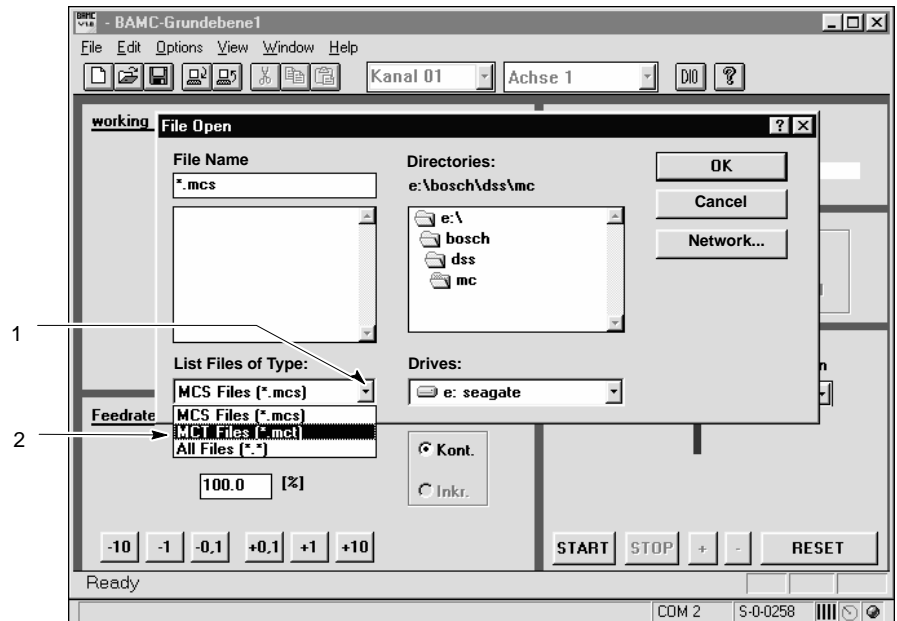 BAMC V1.0 - BAMC-Grundebene1
File Edit Options View Window Help
Kanal 01 Achse 1 DIO ?
working
File Open
File Name
*.mcs
Directories:
e:\bosch\dss\mc
e:\
bosch
dss
mc
OK
Cancel
Network...
1
List Files of Type:
MCS Files (*.mcs)
MCS Files (*.mcs)
MCT Files (*.mct)
All Files (*.*)
Drives:
e: seagate
n
2
Feedrate
100.0 [%]
Kont.
Inkr.
-10 -1 -0,1 +0,1 +1 +10
START STOP + - RESET
Ready
COM 2 S-0-0258